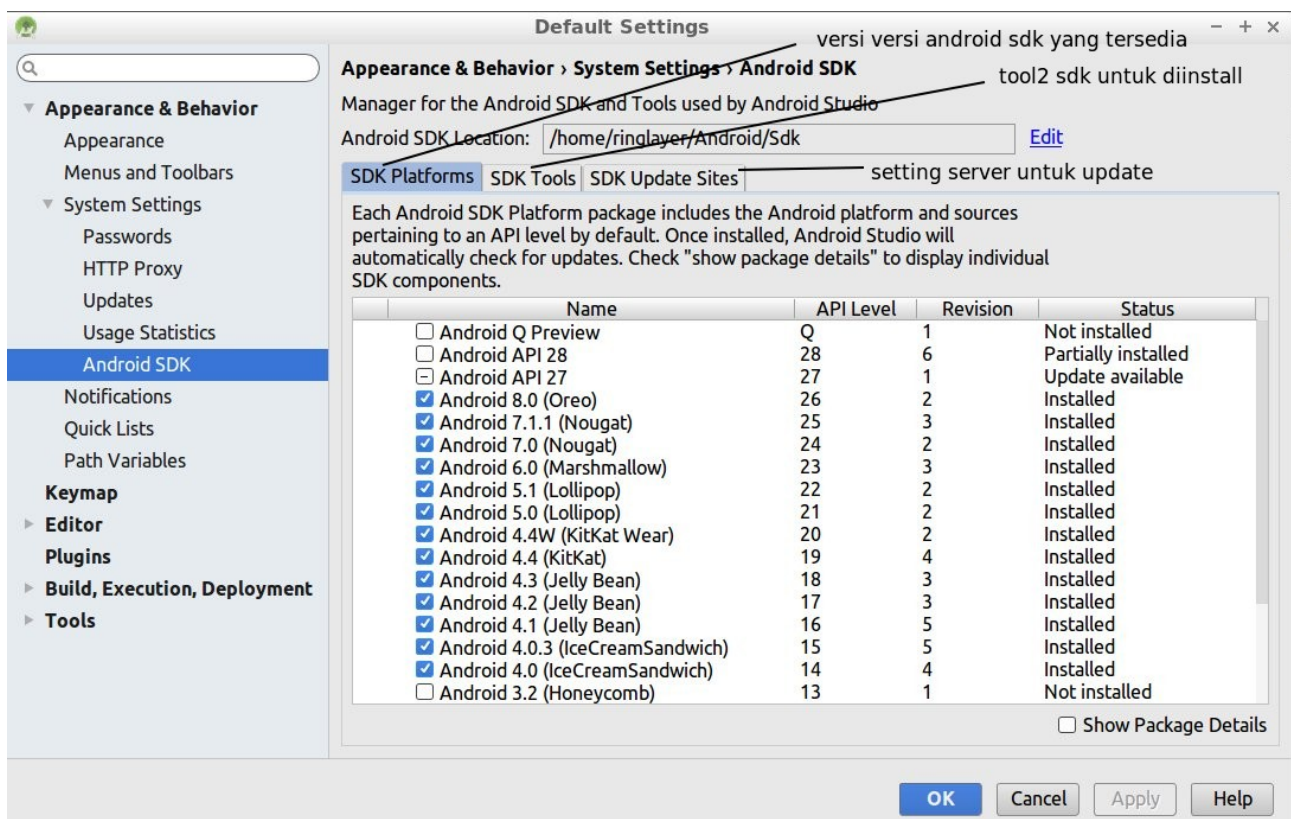 Default Settings
versi versi android sdk yang tersedia
Appearance & Behavior › System Settings › Android SDK
tool2 sdk untuk diinstall
Manager for the Android SDK and Tools used by Android Studio
Android SDK Location: /home/ringlayer/Android/Sdk Edit
SDK Platforms SDK Tools SDK Update Sites
setting server untuk update
Appearance & Behavior
Appearance
Menus and Toolbars
System Settings
Passwords
HTTP Proxy
Updates
Usage Statistics
Android SDK
Notifications
Quick Lists
Path Variables
Keymap
Editor
Plugins
Build, Execution, Deployment
Tools
Each Android SDK Platform package includes the Android platform and sources
pertaining to an API level by default. Once installed, Android Studio will
automatically check for updates. Check "show package details" to display individual
SDK components.
Name API Level Revision Status
Android Q Preview Q 1 Not installed
Android API 28 28 6 Partially installed
Android API 27 27 1 Update available
Android 8.0 (Oreo) 26 2 Installed
Android 7.1.1 (Nougat) 25 3 Installed
Android 7.0 (Nougat) 24 2 Installed
Android 6.0 (Marshmallow) 23 3 Installed
Android 5.1 (Lollipop) 22 2 Installed
Android 5.0 (Lollipop) 21 2 Installed
Android 4.4W (KitKat Wear) 20 2 Installed
Android 4.4 (KitKat) 19 4 Installed
Android 4.3 (Jelly Bean) 18 3 Installed
Android 4.2 (Jelly Bean) 17 3 Installed
Android 4.1 (Jelly Bean) 16 5 Installed
Android 4.0.3 (IceCreamSandwich) 15 5 Installed
Android 4.0 (IceCreamSandwich) 14 4 Installed
Android 3.2 (Honeycomb) 13 1 Not installed
Show Package Details
OK Cancel Apply Help